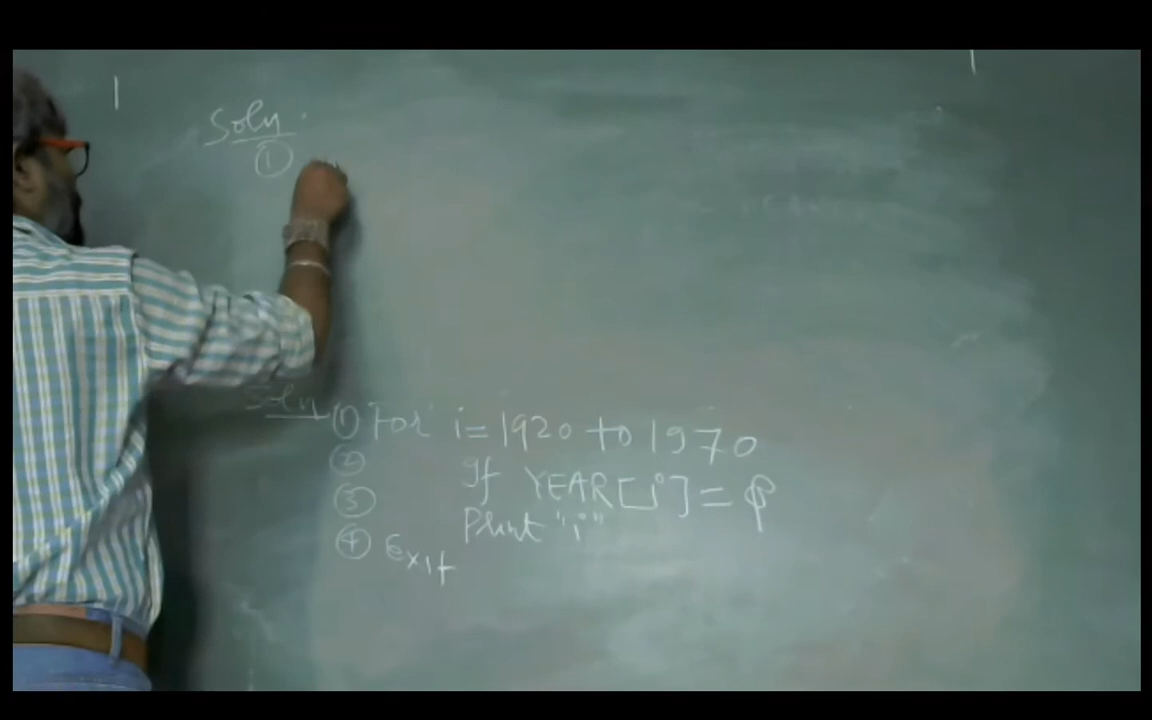 Soln:
①
Soln ① For i=1920 to 1970
② If YEAR[i]=φ
③ Print "i"
④ Exit